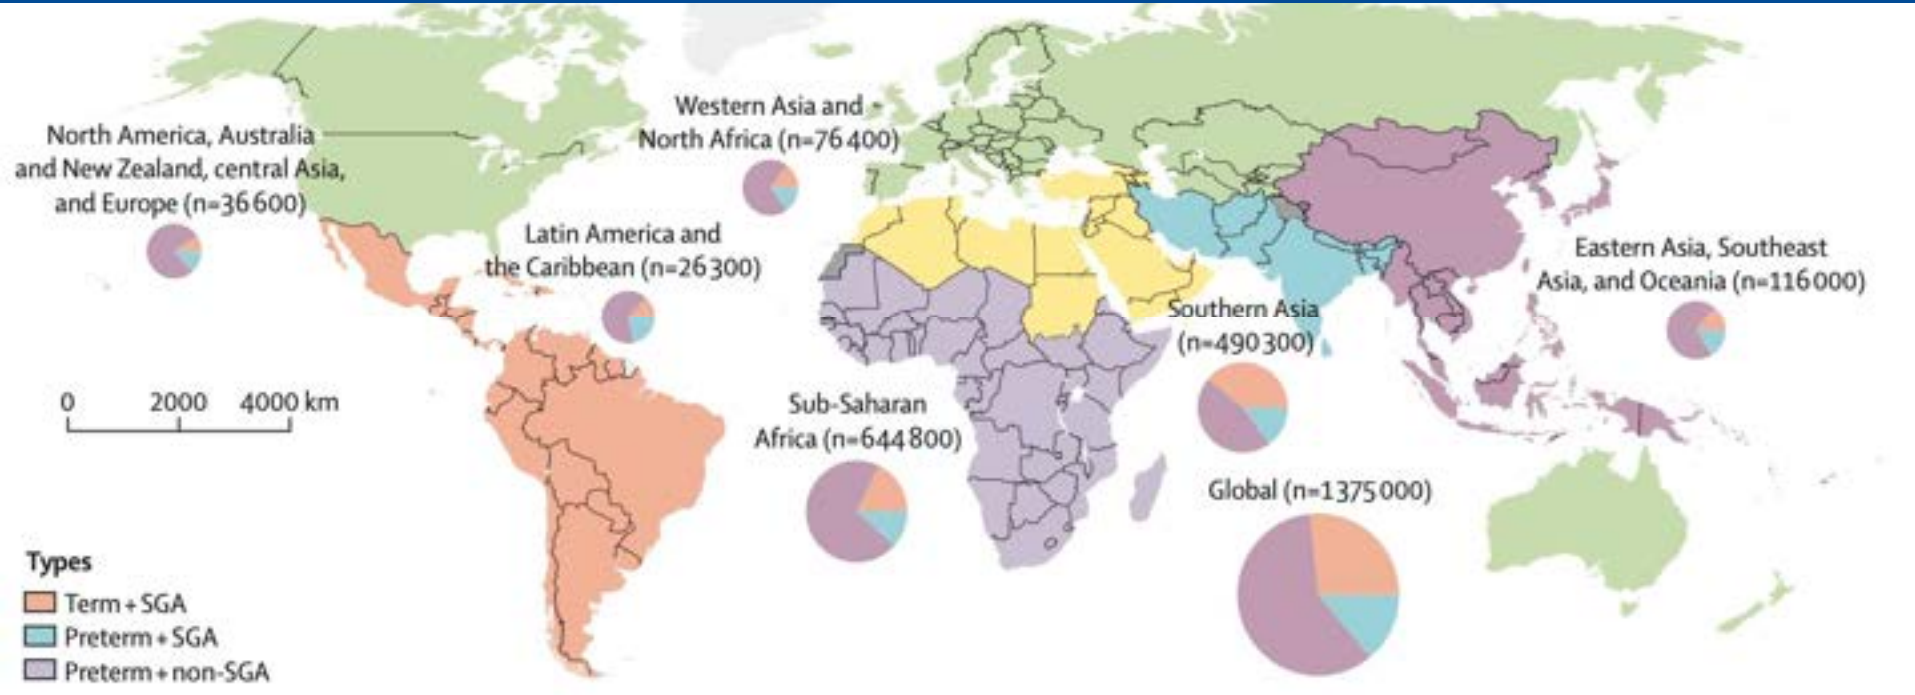 North America, Australia
and New Zealand, central Asia,
and Europe (n=36 600)
Western Asia and
North Africa (n=76 400)
Latin America and
the Caribbean (n=26 300)
Eastern Asia, Southeast
Asia, and Oceania (n=116 000)
Southern Asia
(n=490 300)
Sub-Saharan
Africa (n=644 800)
Global (n=1 375 000)
0 2000 4000 km
Types
Term + SGA
Preterm + SGA
Preterm + non-SGA